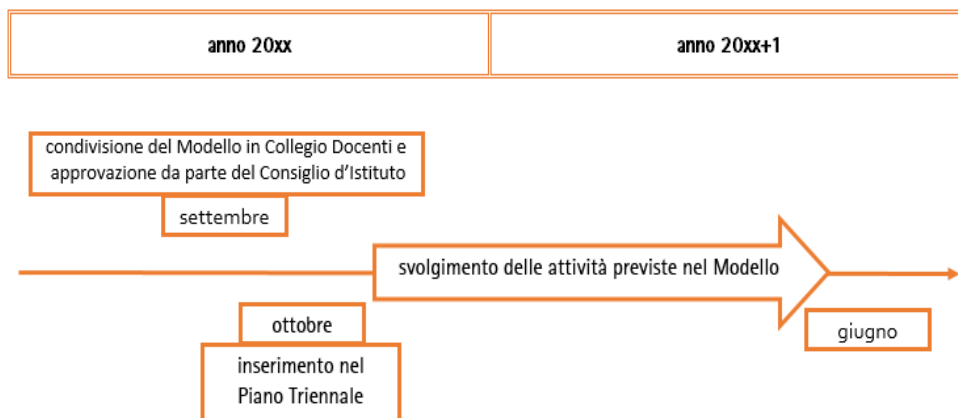 anno 20xx
anno 20xx+1
condivisione del Modello in Collegio Docenti e
approvazione da parte del Consiglio d'Istituto
settembre
svolgimento delle attività previste nel Modello
ottobre
giugno
inserimento nel
Piano Triennale